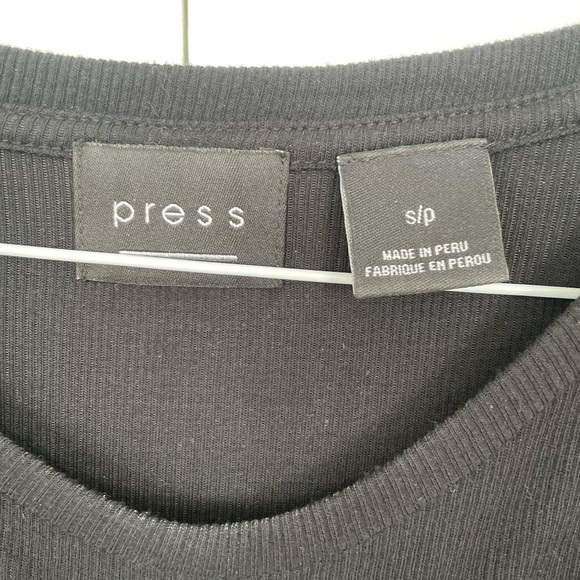 press
s/p
MADE IN PERU
FABRIQUE EN PEROU